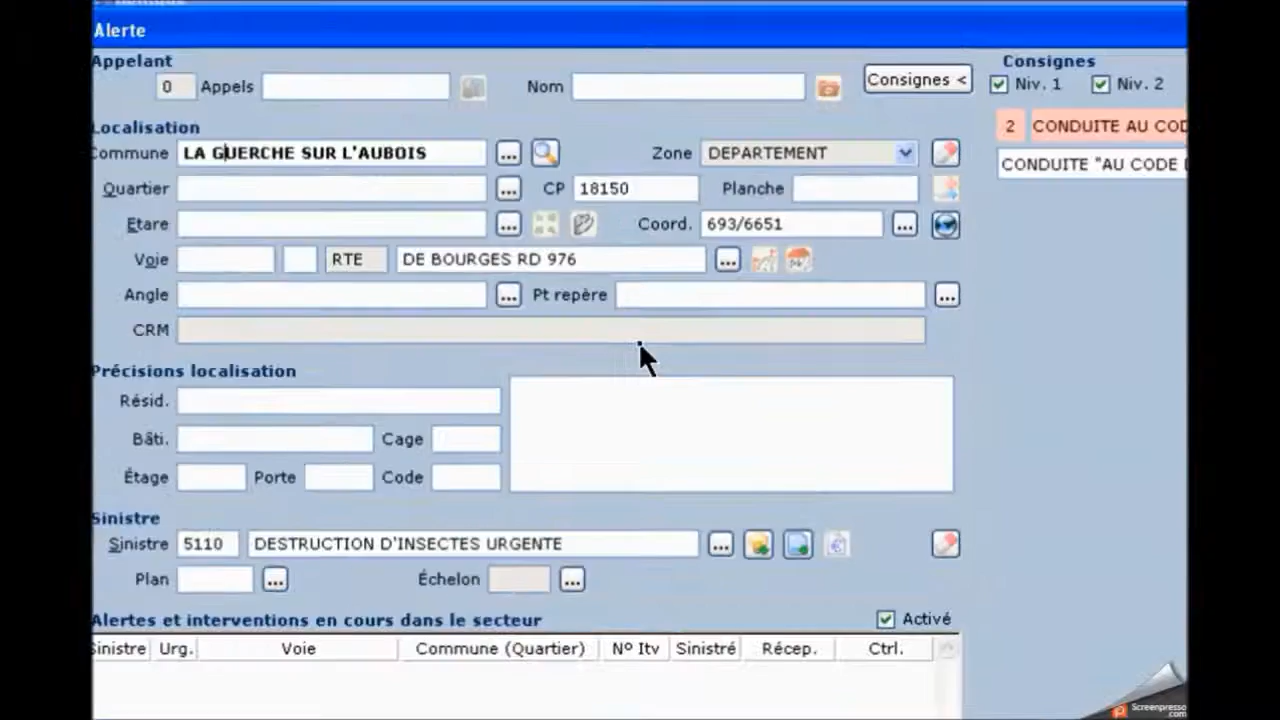 Alerte
Appelant
0 Appels Nom Consignes <
Consignes
Niv. 1 Niv. 2
2 CONDUITE AU COD
CONDUITE "AU CODE
Localisation
Commune LA GUERCHE SUR L'AUBOIS ... Zone DEPARTEMENT
Quartier ... CP 18150 Planche
Etare ... Coord. 693/6651 ...
Voie RTE DE BOURGES RD 976 ...
Angle ... Pt repère ...
CRM
Précisions localisation
Résid.
Bâti. Cage
Étage Porte Code
Sinistre
Sinistre 5110 DESTRUCTION D'INSECTES URGENTE ...
Plan ... Échelon ...
Alertes et interventions en cours dans le secteur Activé
Sinistre Urg. Voie Commune (Quartier) Nº Itv Sinistré Récep. Ctrl.
Screenpresso
.com